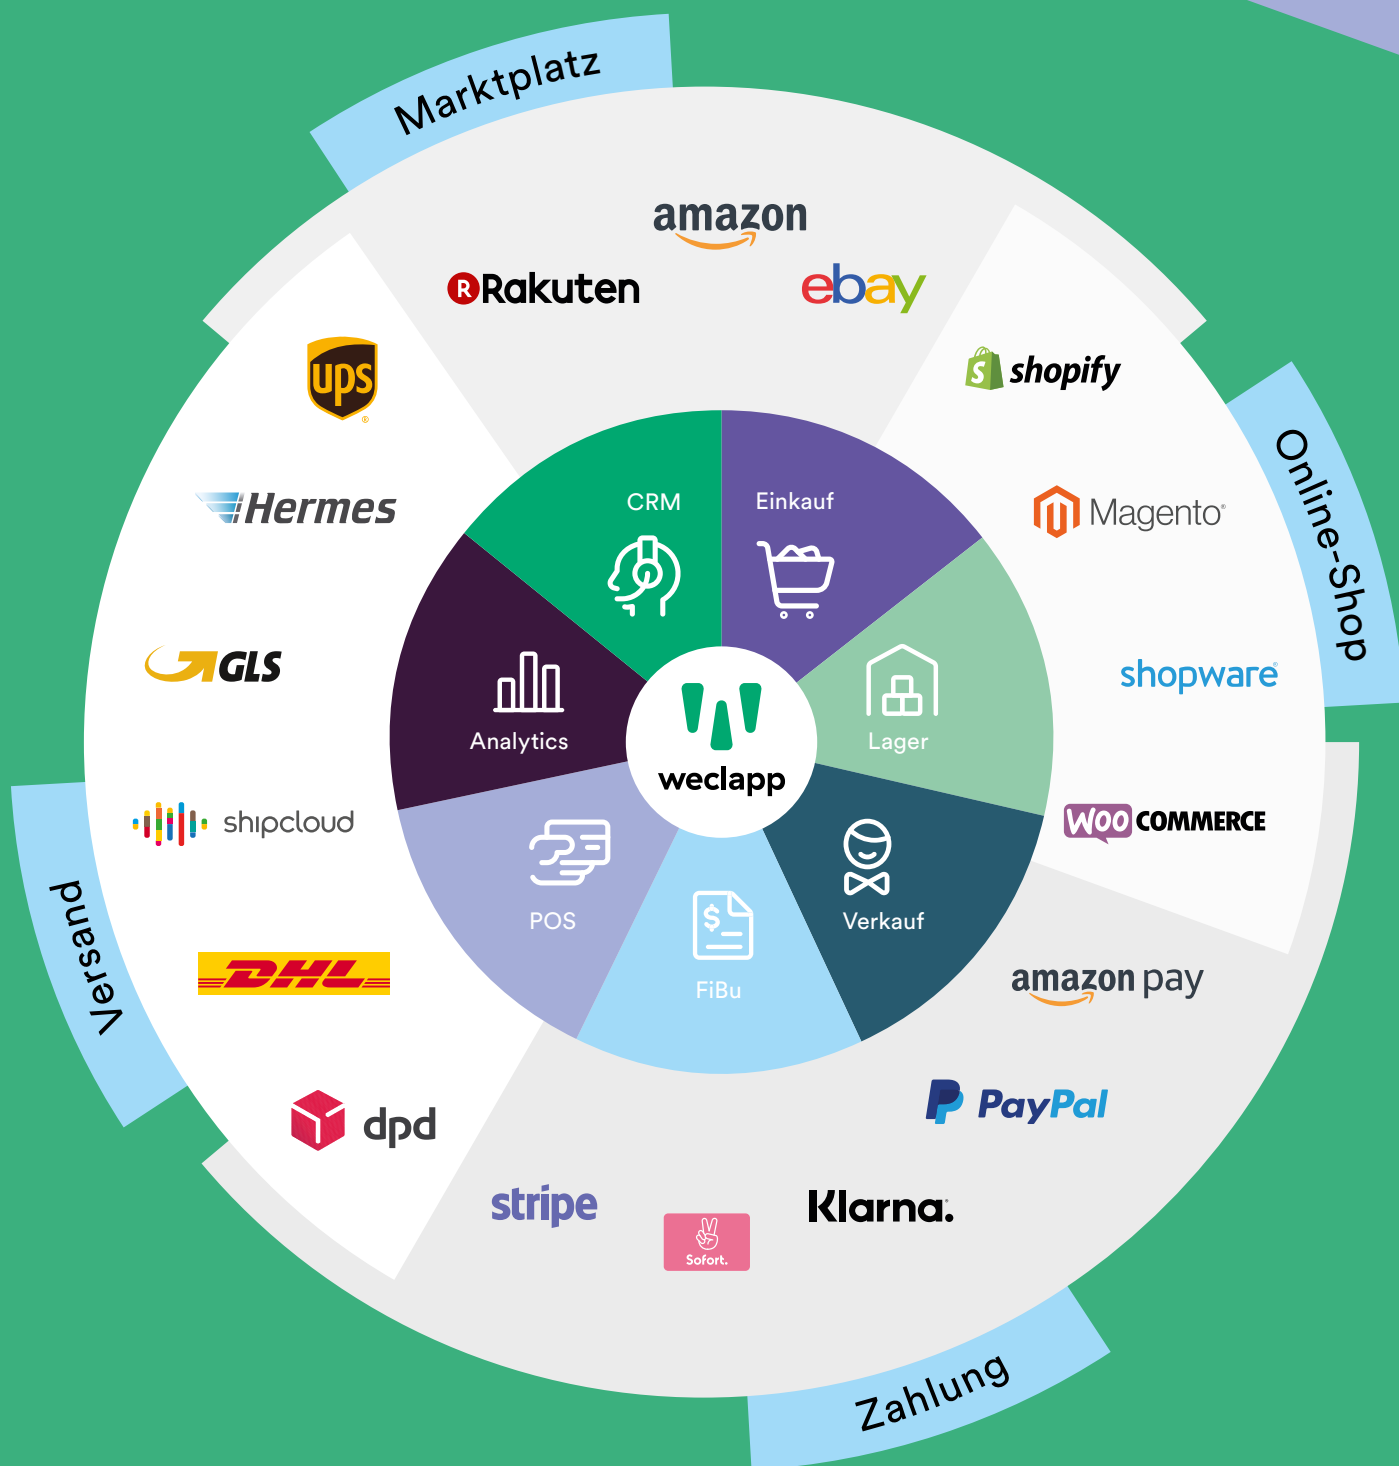 Marktplatz
amazon
R Rakuten
ebay
ups
®
shopify
Hermes
Magento®
Online-Shop
GLS
shopware®
shipcloud
WOO COMMERCE
Versand
DHL
amazon pay
dpd
PayPal
stripe
Sofort.
Klarna.
Zahlung
CRM
Einkauf
Analytics
Lager
weclapp
POS
Verkauf
$
FiBu